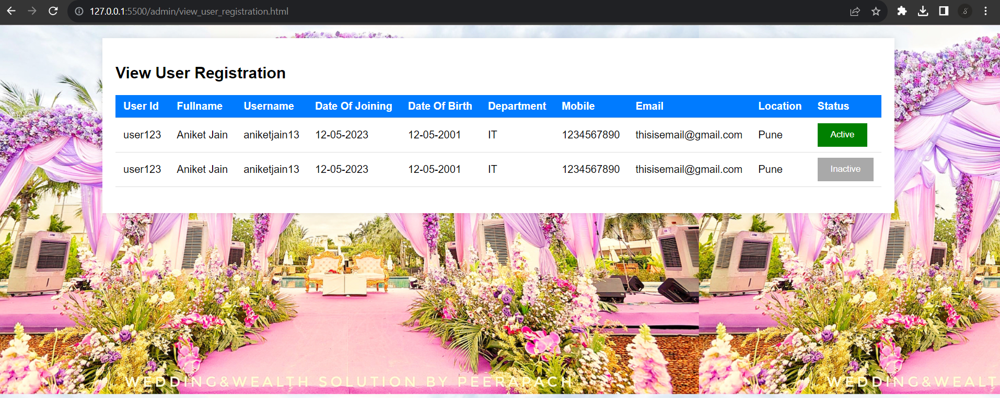 127.0.0.1:5500/admin/view_user_registration.html
View User Registration
User Id Fullname Username Date Of Joining Date Of Birth Department Mobile Email Location Status
user123 Aniket Jain aniketjain13 12-05-2023 12-05-2001 IT 1234567890 thisisemail@gmail.com Pune Active
user123 Aniket Jain aniketjain13 12-05-2023 12-05-2001 IT 1234567890 thisisemail@gmail.com Pune Inactive
WEDDING&WEALTH SOLUTION BY PEERAPACH WEDDING&WEALT